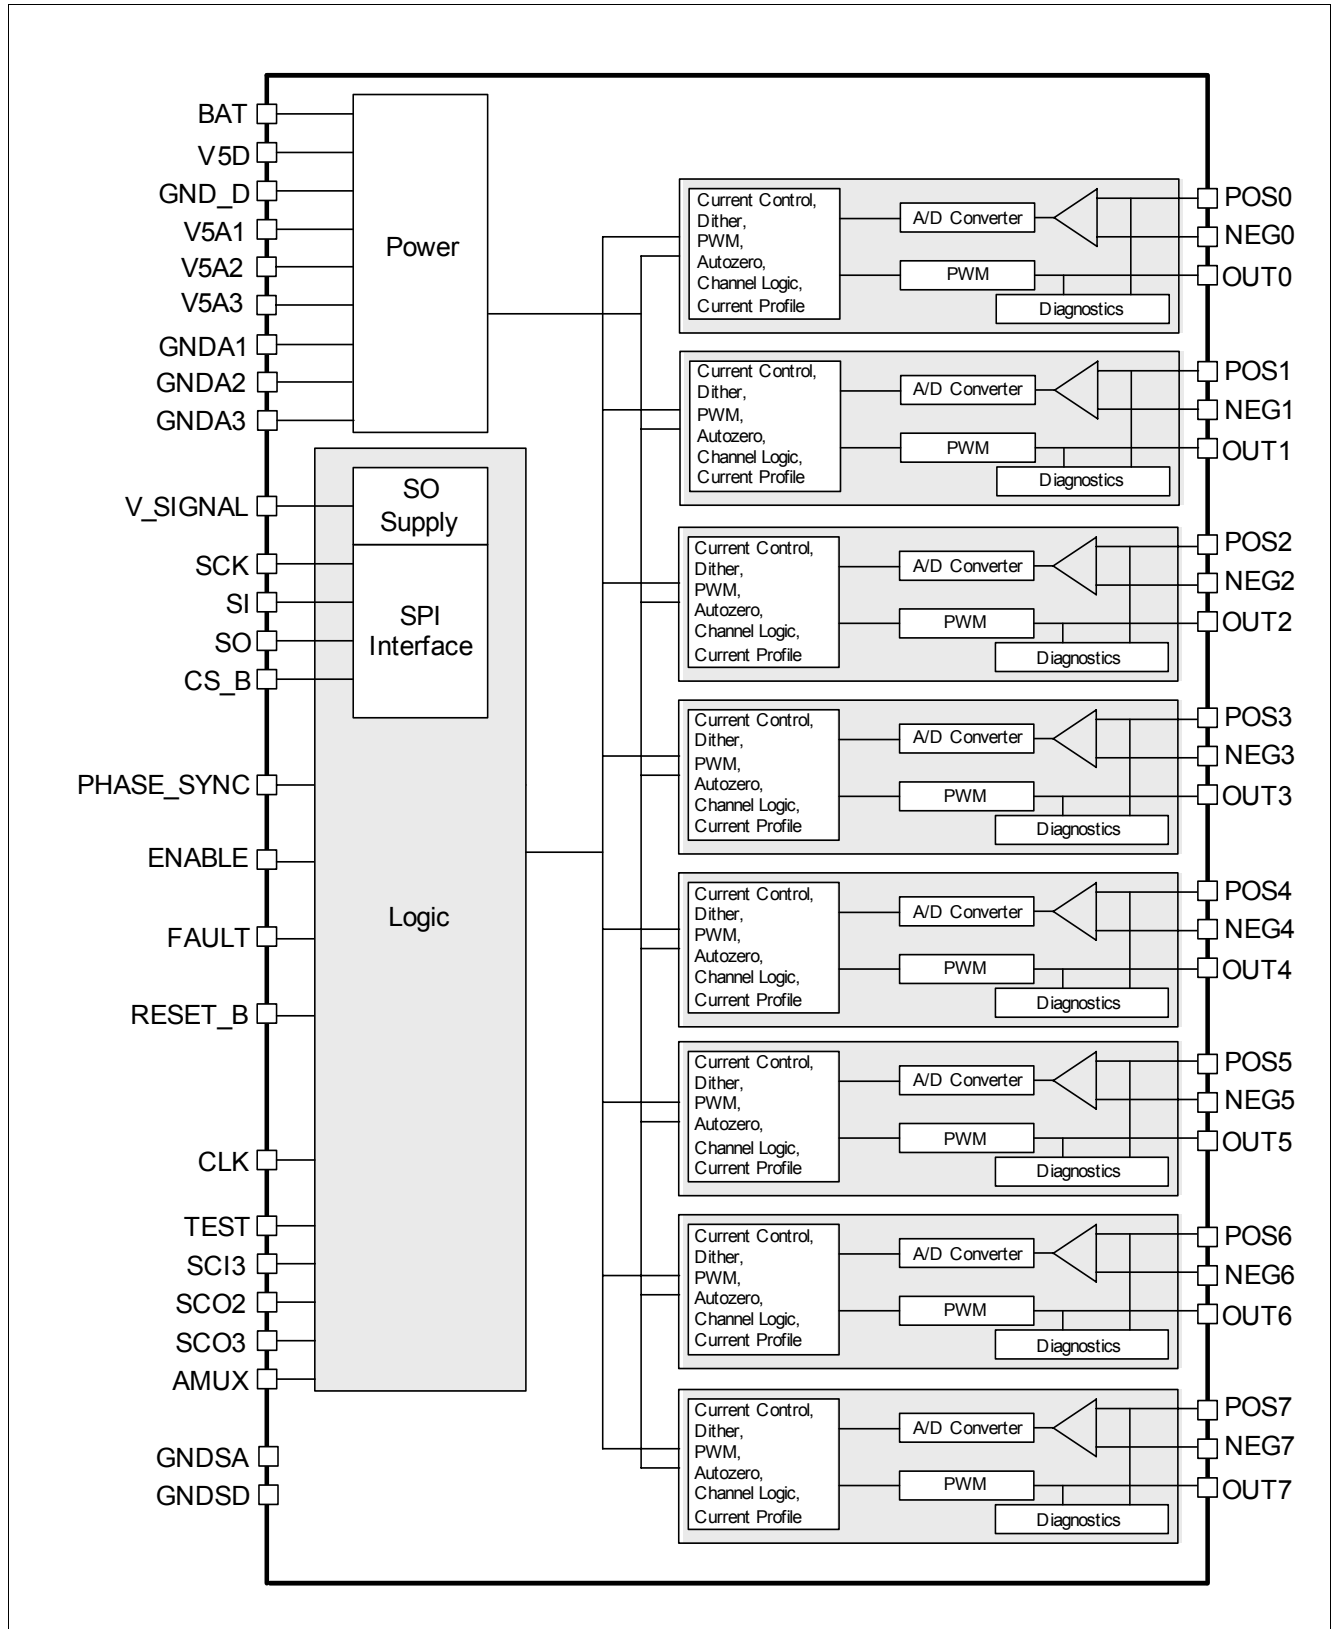 BAT
V5D
GND_D
V5A1
V5A2
V5A3
GNDA1
GNDA2
GNDA3
Power
V_SIGNAL
SCK
SI
SO
CS_B
SO
Supply
SPI
Interface
PHASE_SYNC
ENABLE
FAULT
RESET_B
CLK
TEST
SCI3
SCO2
SCO3
AMUX
Logic
GNDSA
GNDSD
Current Control,
Dither,
PWM,
Autozero,
Channel Logic,
Current Profile
A/D Converter
PWM
Diagnostics
POS0
NEG0
OUT0
Current Control,
Dither,
PWM,
Autozero,
Channel Logic,
Current Profile
A/D Converter
PWM
Diagnostics
POS1
NEG1
OUT1
Current Control,
Dither,
PWM,
Autozero,
Channel Logic,
Current Profile
A/D Converter
PWM
Diagnostics
POS2
NEG2
OUT2
Current Control,
Dither,
PWM,
Autozero,
Channel Logic,
Current Profile
A/D Converter
PWM
Diagnostics
POS3
NEG3
OUT3
Current Control,
Dither,
PWM,
Autozero,
Channel Logic,
Current Profile
A/D Converter
PWM
Diagnostics
POS4
NEG4
OUT4
Current Control,
Dither,
PWM,
Autozero,
Channel Logic,
Current Profile
A/D Converter
PWM
Diagnostics
POS5
NEG5
OUT5
Current Control,
Dither,
PWM,
Autozero,
Channel Logic,
Current Profile
A/D Converter
PWM
Diagnostics
POS6
NEG6
OUT6
Current Control,
Dither,
PWM,
Autozero,
Channel Logic,
Current Profile
A/D Converter
PWM
Diagnostics
POS7
NEG7
OUT7